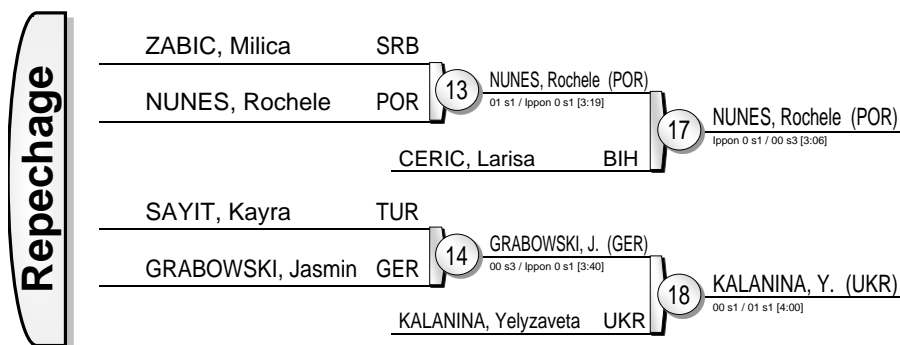 Repechage
ZABIC, Milica SRB
NUNES, Rochele POR
13
NUNES, Rochele (POR)
01 s1 / Ippon 0 s1 [3:19]
CERIC, Larisa BIH
17
NUNES, Rochele (POR)
Ippon 0 s1 / 00 s3 [3:06]
SAYIT, Kayra TUR
GRABOWSKI, Jasmin GER
14
GRABOWSKI, J. (GER)
00 s3 / Ippon 0 s1 [3:40]
KALANINA, Yelyzaveta UKR
18
KALANINA, Y. (UKR)
00 s1 / 01 s1 [4:00]